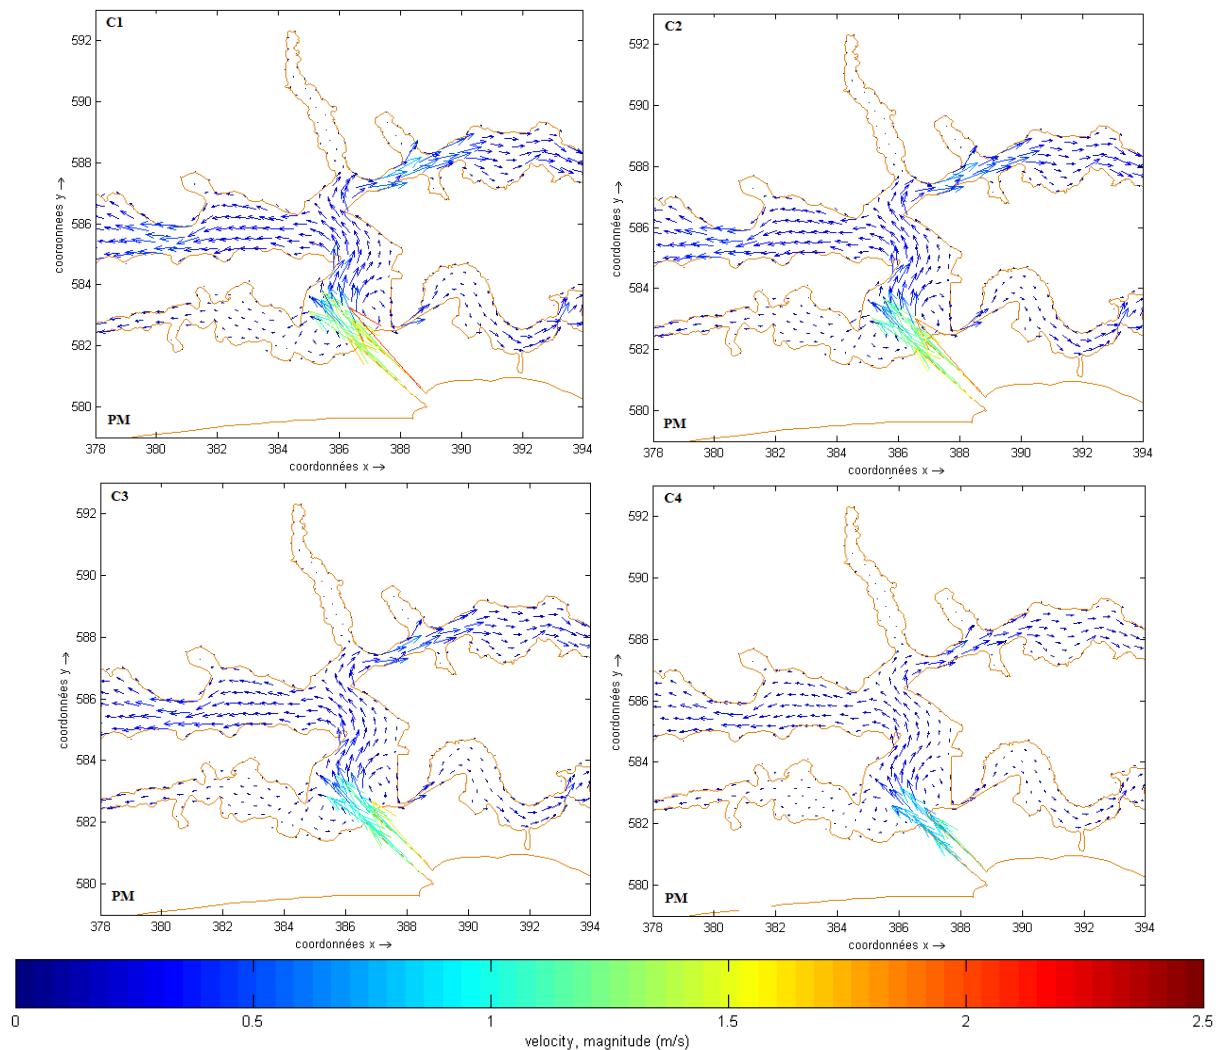 C1
592
590
588
586
584
582
580
coordonnées y →
PM
378 380 382 384 386 388 390 392 394
coordonnées x →
C2
592
590
588
586
584
582
580
coordonnées y →
PM
378 380 382 384 386 388 390 392 394
coordonnées x →
C3
592
590
588
586
584
582
580
coordonnées y →
PM
378 380 382 384 386 388 390 392 394
coordonnées x →
C4
592
590
588
586
584
582
580
coordonnées y →
PM
378 380 382 384 386 388 390 392 394
coordonnées x →
0 0.5 1 1.5 2 2.5
velocity, magnitude (m/s)